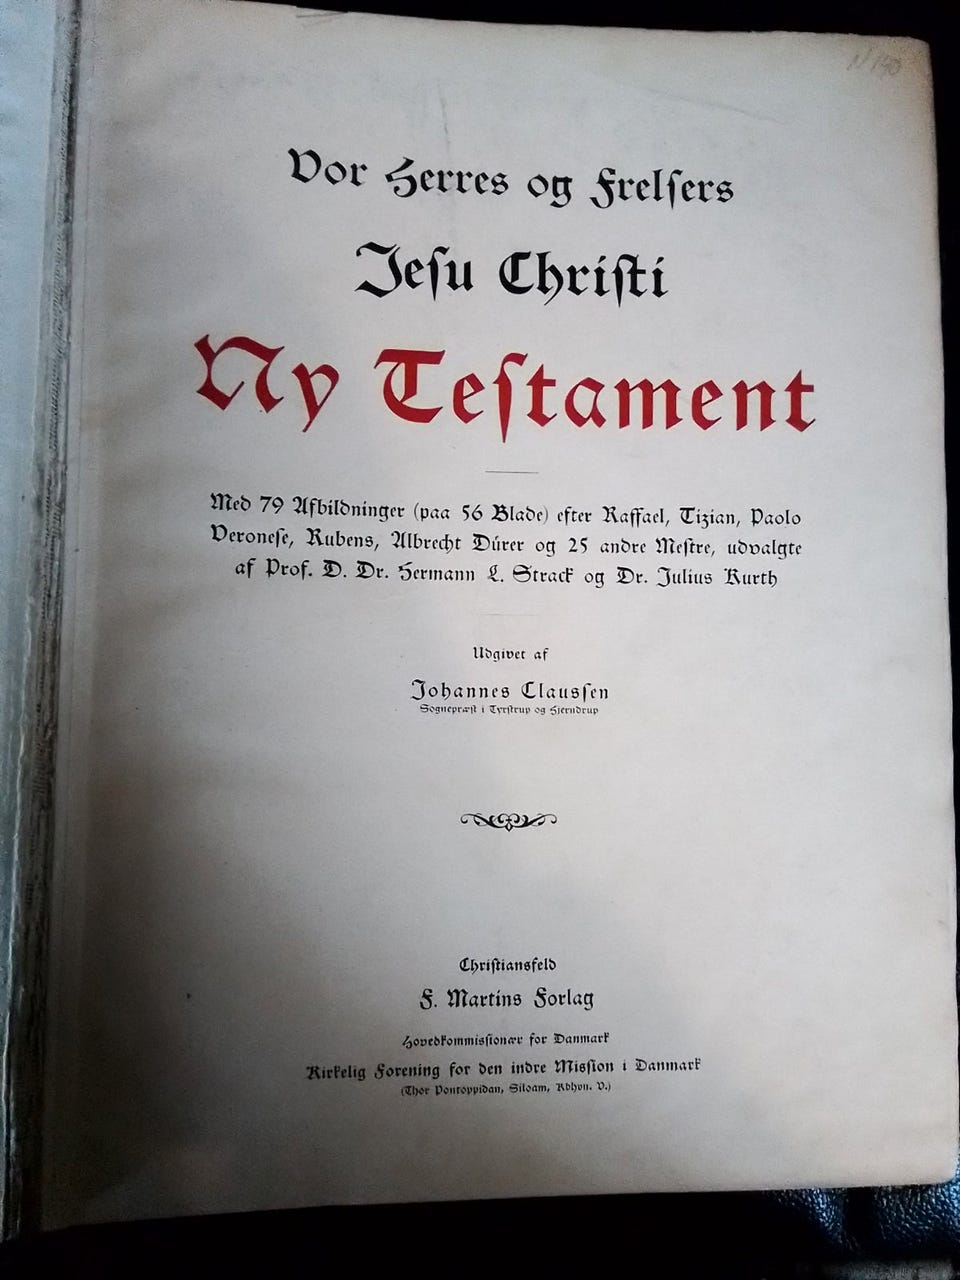 Vor Herres og Frelsers
Jesu Christi
Ny Testament
Med 79 Afbildninger (paa 56 Blade) efter Raffael, Tizian, Paolo
Veronese, Rubens, Albrecht Dürer og 25 andre Mestre, udvalgte
af Prof. D. Dr. Hermann L. Strack og Dr. Julius Kurth
Udgivet af
Johannes Claussen
Sognepræst i Tyrstrup og Hjerndrup
Christiansfeld
F. Martins Forlag
Hovedkommissionær for Danmark
Kirkelig Forening for den indre Mission i Danmark
(Thor Pontoppidan, Siloam, Kbhvn. V.)